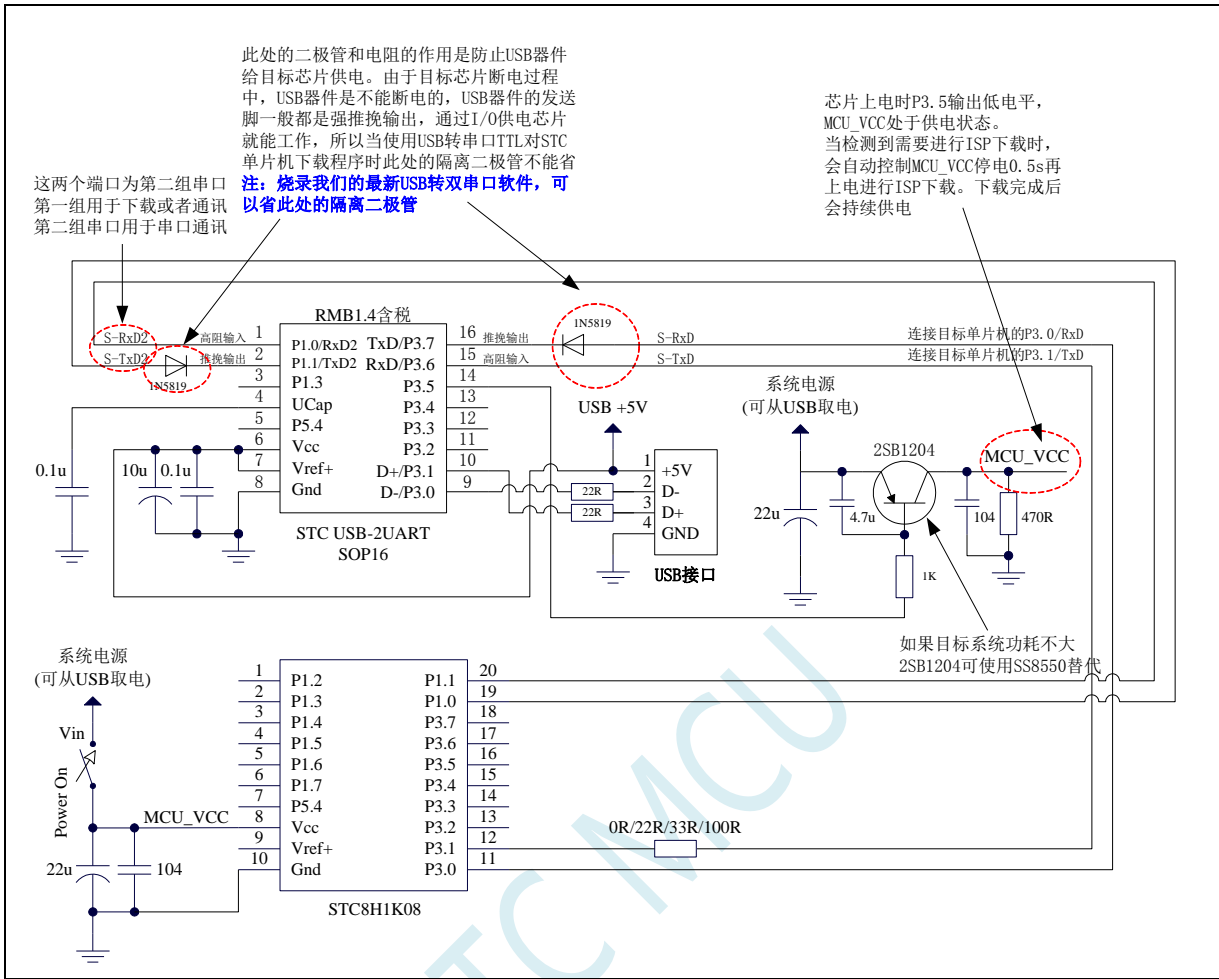 此处的二极管和电阻的作用是防止USB器件
给目标芯片供电。由于目标芯片断电过程
中，USB器件是不能断电的，USB器件的发送
脚一般都是强推挽输出，通过I/O供电芯片
就能工作，所以当使用USB转串口TTL对STC
单片机下载程序时此处的隔离二极管不能省
注：烧录我们的最新USB转双串口软件，可
以省此处的隔离二极管
芯片上电时P3.5输出低电平，
MCU_VCC处于供电状态。
当检测到需要进行ISP下载时，
会自动控制MCU_VCC停电0.5s再
上电进行ISP下载。下载完成后
会持续供电
这两个端口为第二组串口
第一组用于下载或者通讯
第二组串口用于串口通讯
RMB1.4含税
S-RxD2 高阻输入 1 P1.0/RxD2 TxD/P3.7 16 推挽输出 1N5819 S-RxD 连接目标单片机的P3.0/RxD
S-TxD2 1N5819 推挽输出 2 P1.1/TxD2 RxD/P3.6 15 高阻输入 S-TxD 连接目标单片机的P3.1/TxD
3 P1.3 P3.5 14
4 UCap P3.4 13
5 P5.4 P3.3 12
6 Vcc P3.2 11
7 Vref+ D+/P3.1 10
8 Gnd D-/P3.0 9
0.1u 10u 0.1u
STC USB-2UART
SOP16
USB +5V
1 +5V
22R 2 D-
22R 3 D+
4 GND
USB接口
系统电源
(可从USB取电)
2SB1204
MCU_VCC
22u 4.7u 104 470R
1K
如果目标系统功耗不大
2SB1204可使用SS8550替代
系统电源
(可从USB取电)
Vin
Power On
MCU_VCC
22u 104
1 P1.2 P1.1 20
2 P1.3 P1.0 19
3 P1.4 P3.7 18
4 P1.5 P3.6 17
5 P1.6 P3.5 16
6 P1.7 P3.4 15
7 P5.4 P3.3 14
8 Vcc P3.2 13
9 Vref+ P3.1 12
10 Gnd P3.0 11
0R/22R/33R/100R
STC8H1K08
TC MCU